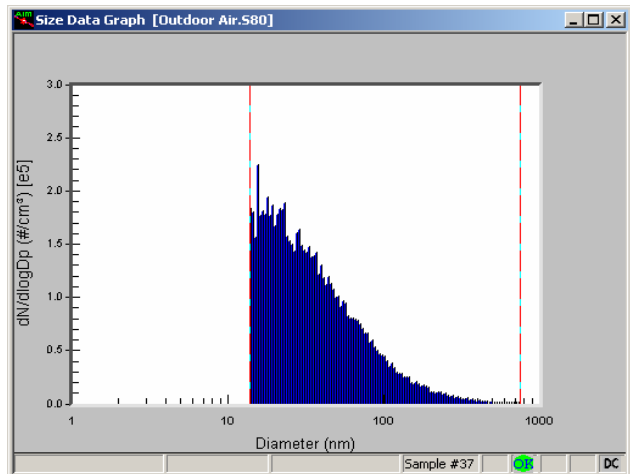 AIM Size Data Graph [Outdoor Air.S80]
dN/dlogDp (#/cm³) [e5]
3.0
2.5
2.0
1.5
1.0
0.5
0.0
1 10 100 1000
Diameter (nm)
Sample #37 OK DC